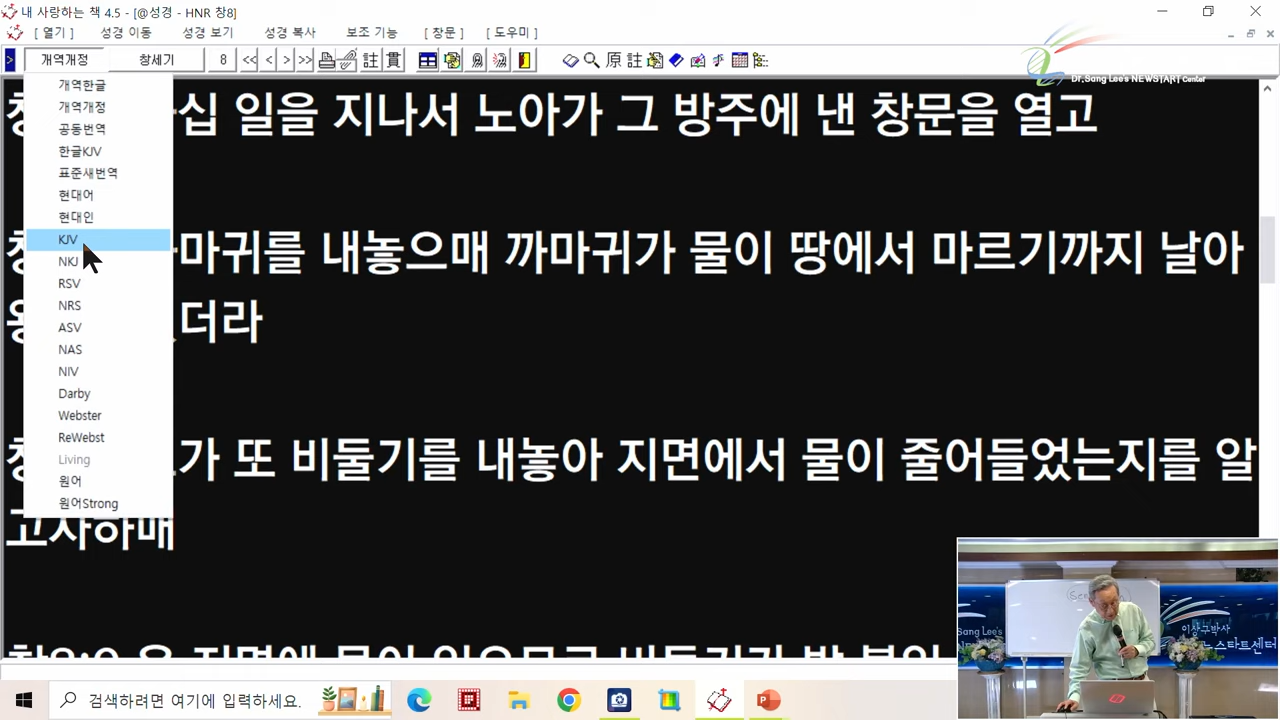 내 사랑하는 책 4.5 - [@성경 - HNR 창8]
[ 열기 ] 성경 이동 성경 보기 성경 복사 보조 기능 [ 창문 ] [ 도우미 ]
> 개역개정 창세기 8 << < > >> 註 貫 原 註
Dr.Sang Lee's NEWSTART Center
개역한글
개역개정
공동번역
한글KJV
표준새번역
현대어
현대인
KJV
NKJ
RSV
NRS
ASV
NAS
NIV
Darby
Webster
ReWebst
Living
원어
원어Strong
십 일을 지나서 노아가 그 방주에 낸 창문을 열고
마귀를 내놓으매 까마귀가 물이 땅에서 마르기까지 날아
더라
가 또 비둘기를 내놓아 지면에서 물이 줄어들었는지를 알
고자하매
Sang Lee's
이상구박사
뉴스타트센터
검색하려면 여기에 입력하세요.